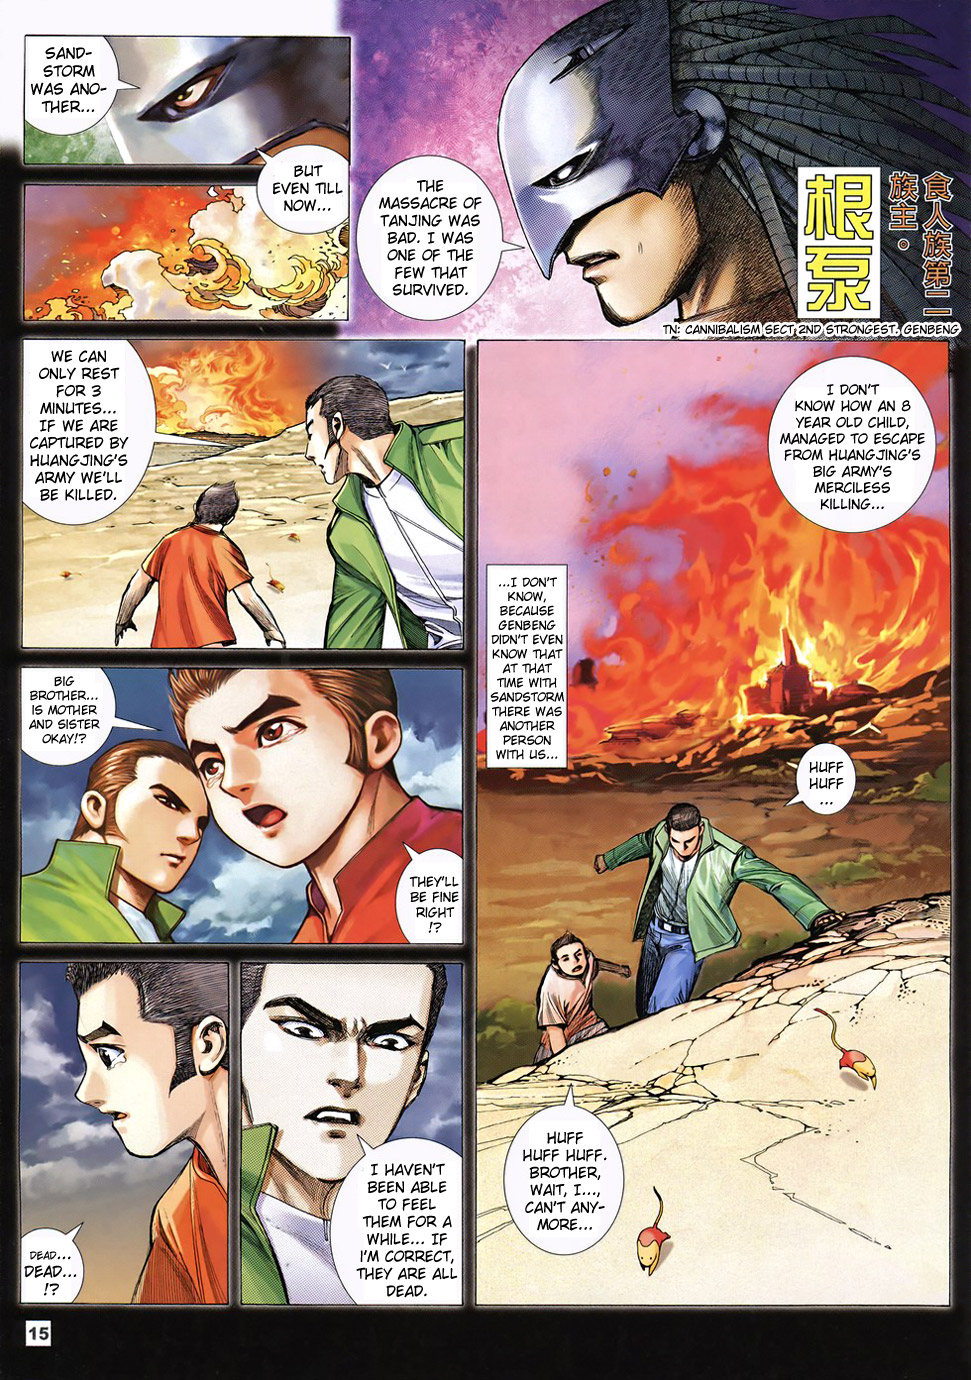 SAND-
STORM
WAS ANO-
THER...
BUT
EVEN TILL
NOW...
THE
MASSACRE OF
TANJING WAS
BAD. I WAS
ONE OF THE
FEW THAT
SURVIVED.
食人族第二
族主。
根泵
TN: CANNIBALISM SECT 2ND STRONGEST. GENBENG
WE CAN
ONLY REST
FOR 3
MINUTES...
IF WE ARE
CAPTURED BY
HUANGJING'S
ARMY WE'LL
BE KILLED.
I DON'T
KNOW HOW AN 8
YEAR OLD CHILD,
MANAGED TO ESCAPE
FROM HUANGJING'S
BIG ARMY'S
MERCILESS
KILLING...
...I DON'T
KNOW,
BECAUSE
GENBENG
DIDN'T EVEN
KNOW THAT
AT THAT
TIME WITH
SANDSTORM
THERE WAS
ANOTHER
PERSON
WITH US...
HUFF
HUFF
...
HUFF
HUFF HUFF.
BROTHER,
WAIT, I...,
CAN'T ANY-
MORE...
BIG
BROTHER...
IS MOTHER
AND SISTER
OKAY!?
THEY'LL
BE FINE
RIGHT
!?
I HAVEN'T
BEEN ABLE
TO FEEL
THEM FOR A
WHILE... IF
I'M CORRECT,
THEY ARE ALL
DEAD.
DEAD...
DEAD...
!?
15